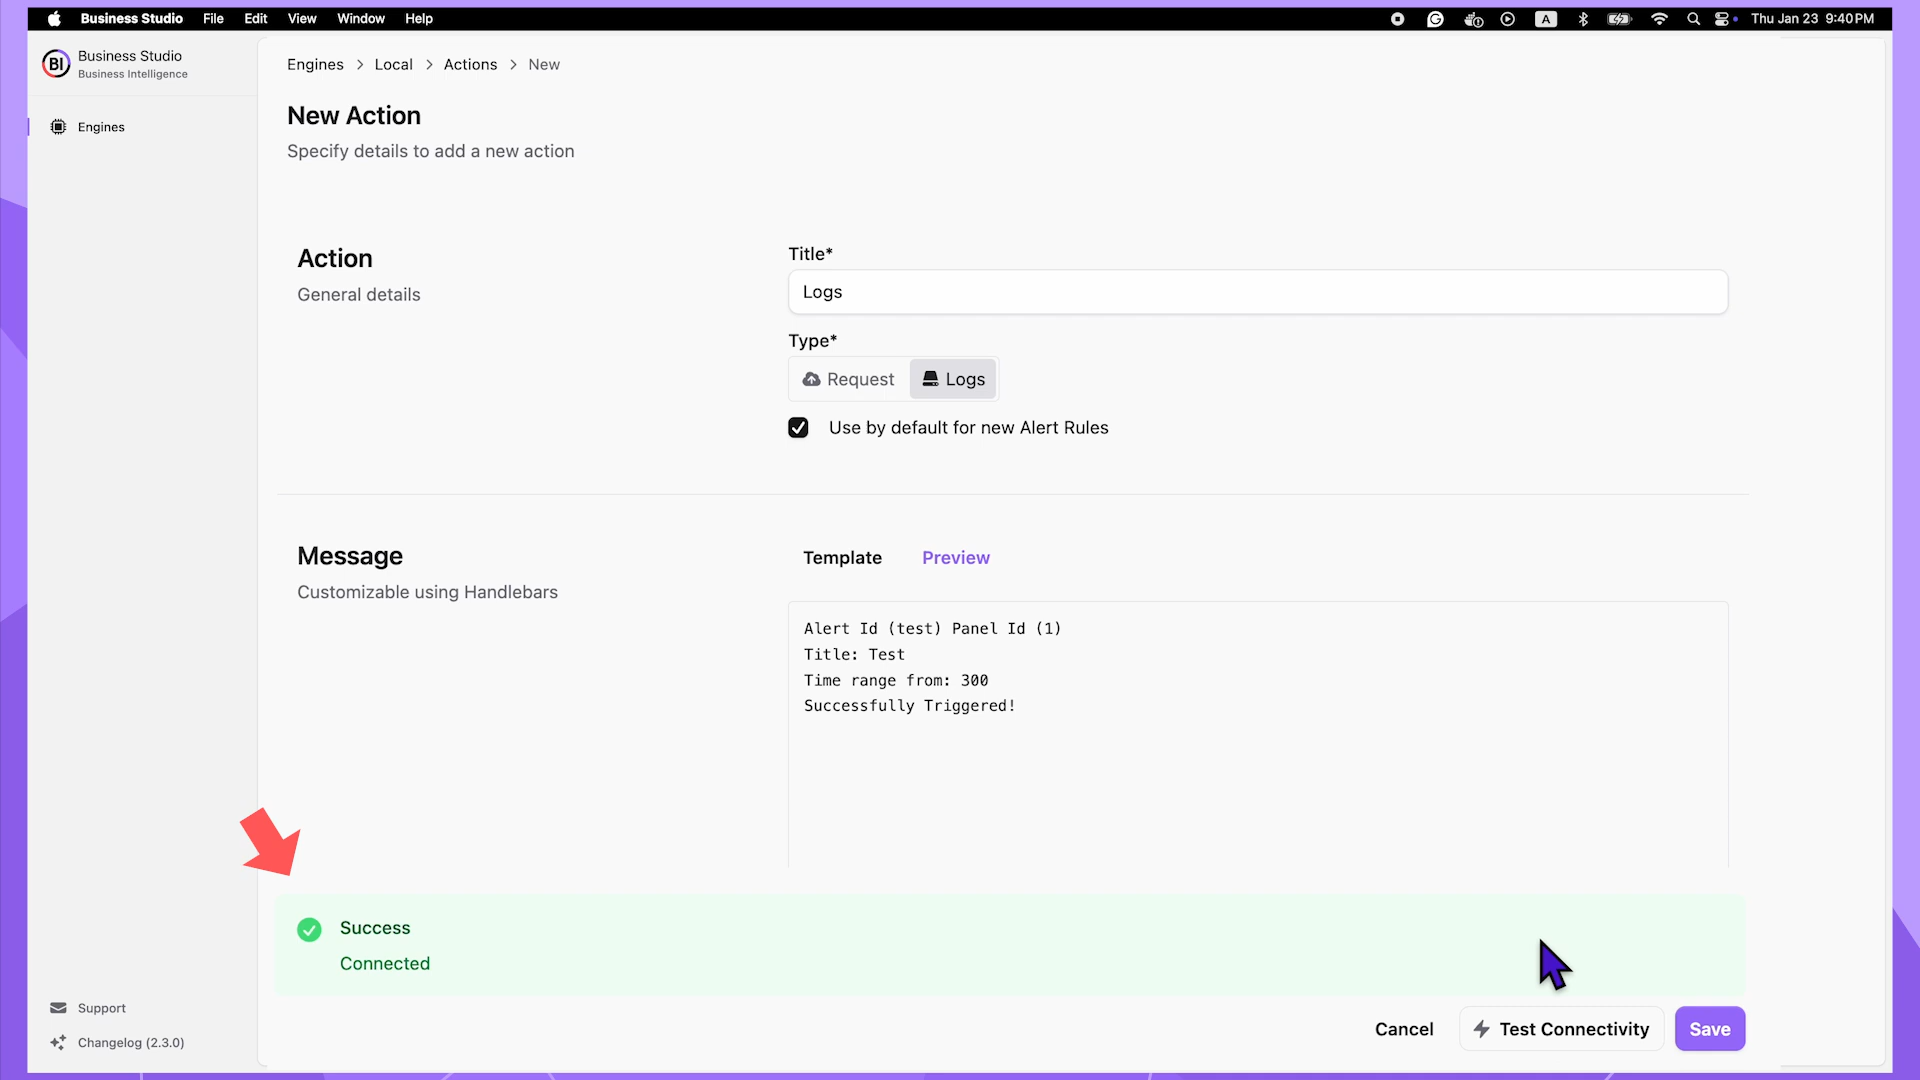 Business Studio File Edit View Window Help
A
Thu Jan 23 9:40 PM
BI
Business Studio
Business Intelligence
Engines
Engines > Local > Actions > New
New Action
Specify details to add a new action
Action
General details
Title*
Logs
Type*
Request
Logs
Use by default for new Alert Rules
Message
Customizable using Handlebars
Template
Preview
Alert Id (test) Panel Id (1)
Title: Test
Time range from: 300
Successfully Triggered!
Success
Connected
Support
Changelog (2.3.0)
Cancel
Test Connectivity
Save